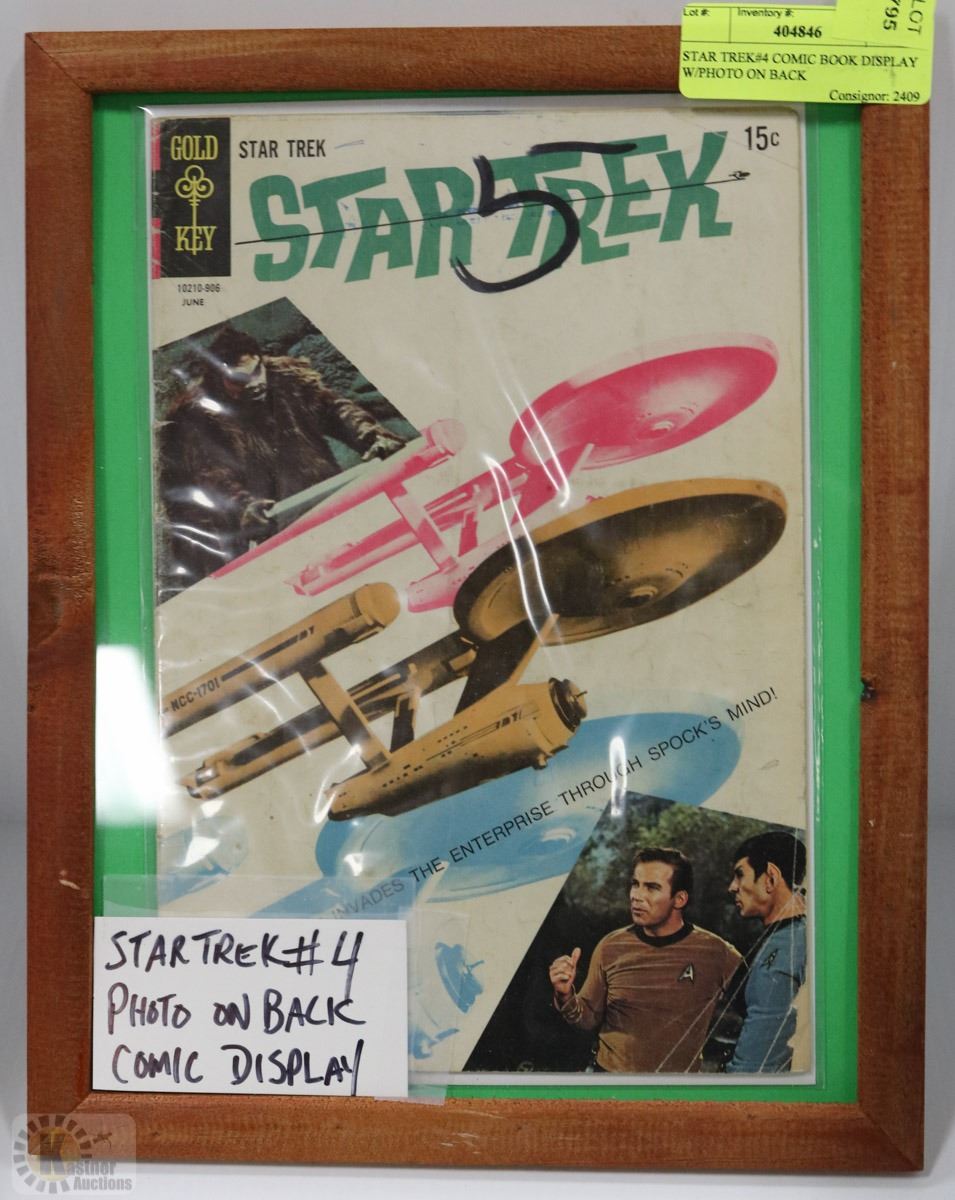 Lot #:
Inventory #:
404846
LOT
795
STAR TREK#4 COMIC BOOK DISPLAY
W/PHOTO ON BACK
Consignor: 2409
GOLD
KEY
STAR TREK
15c
STAR TREK
5
10210-906
JUNE
NCC-1701
INVADES THE ENTERPRISE THROUGH SPOCK'S MIND!
STAR TREK #4
PHOTO ON BACK
COMIC DISPLAY
Kastner
Auctions